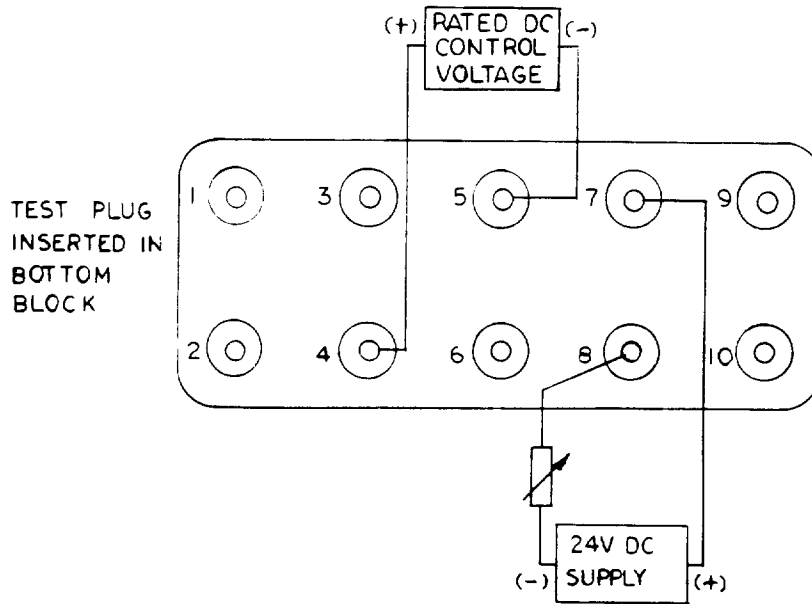 (+) RATED DC (-)
CONTROL
VOLTAGE
1 3 5 7 9
TEST PLUG
INSERTED IN
BOTTOM
BLOCK
2 4 6 8 10
24V DC
(-) SUPPLY (+)